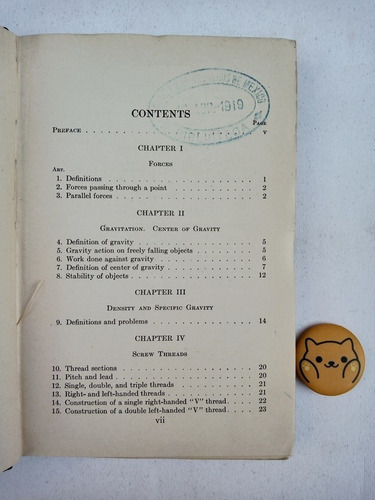 DE MEXICO
1919
CONTENTS
PAGE
PREFACE . . . . . . . . . . . . . . . . . . . . v
CHAPTER I
FORCES
ART.
1. Definitions . . . . . . . . . . . . . . . . . . . . 1
2. Forces passing through a point . . . . . . . . . . . . 2
3. Parallel forces . . . . . . . . . . . . . . . . . . . 2
CHAPTER II
GRAVITATION. CENTER OF GRAVITY
4. Definition of gravity . . . . . . . . . . . . . . . . 5
5. Gravity action on freely falling objects . . . . . . . . 5
6. Work done against gravity . . . . . . . . . . . . . . 6
7. Definition of center of gravity . . . . . . . . . . . . 7
8. Stability of objects . . . . . . . . . . . . . . . . . 12
CHAPTER III
DENSITY AND SPECIFIC GRAVITY
9. Definitions and problems . . . . . . . . . . . . . . 14
CHAPTER IV
SCREW THREADS
10. Thread sections . . . . . . . . . . . . . . . . . . 20
11. Pitch and lead . . . . . . . . . . . . . . . . . . . 20
12. Single, double, and triple threads . . . . . . . . . . 21
13. Right- and left-handed threads . . . . . . . . . . . 21
14. Construction of a single right-handed "V" thread . . . . 22
15. Construction of a double left-handed "V" thread . . . . 23
vii